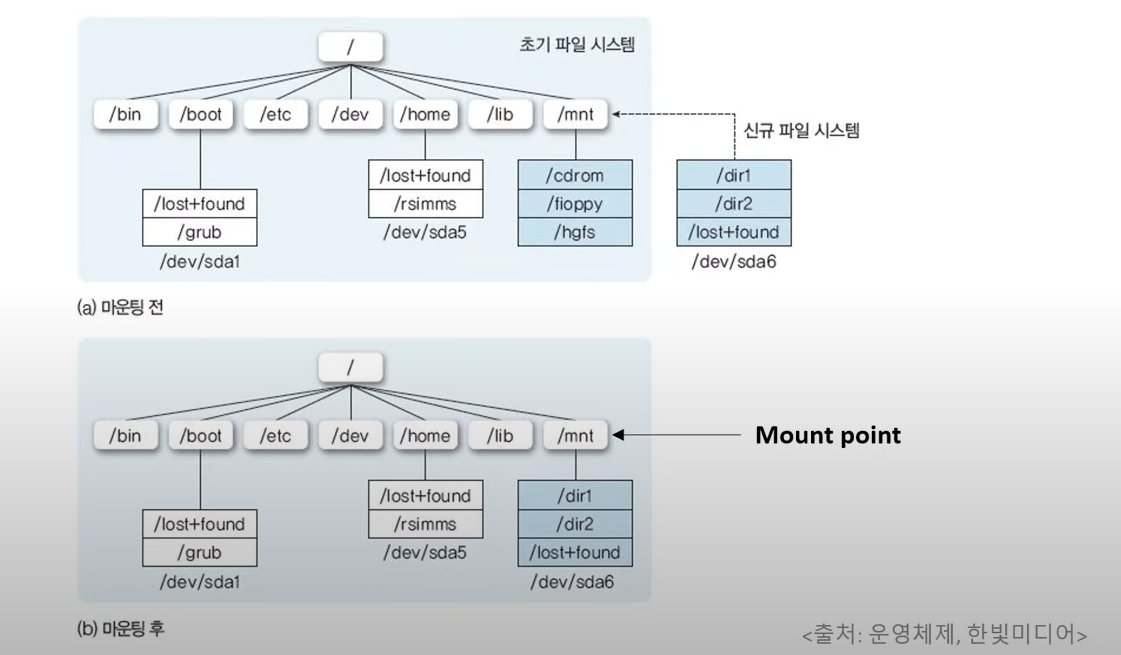 /
초기 파일 시스템
/bin /boot /etc /dev /home /lib /mnt
신규 파일 시스템
/lost+found
/grub
/dev/sda1
/lost+found
/rsimms
/dev/sda5
/cdrom
/fioppy
/hgfs
/dir1
/dir2
/lost+found
/dev/sda6
(a) 마운팅 전
/
/bin /boot /etc /dev /home /lib /mnt
Mount point
/lost+found
/grub
/dev/sda1
/lost+found
/rsimms
/dev/sda5
/dir1
/dir2
/lost+found
/dev/sda6
(b) 마운팅 후
<출처: 운영체제, 한빛미디어>